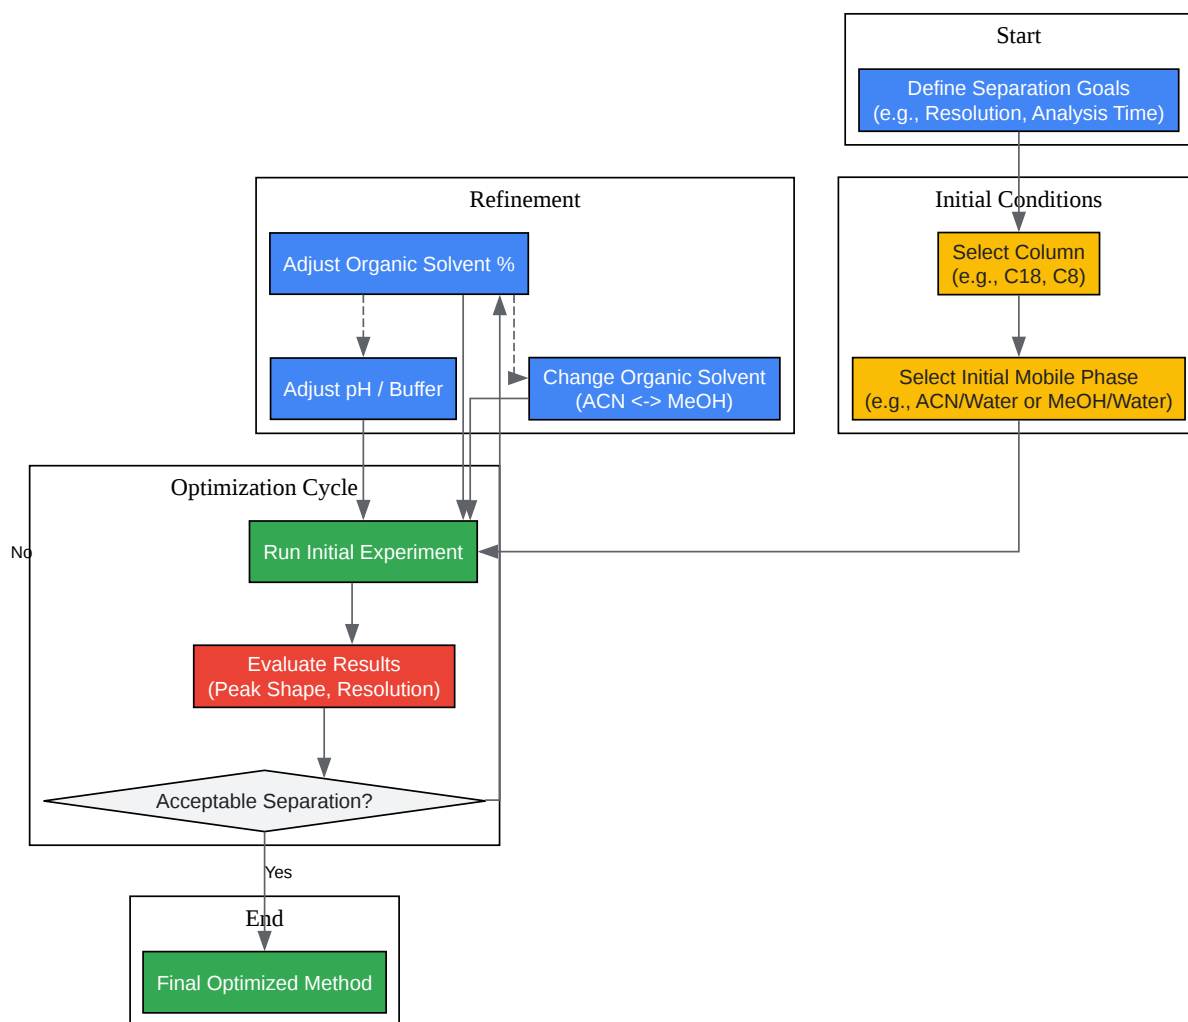 Start
Define Separation Goals
(e.g., Resolution, Analysis Time)
Refinement
Initial Conditions
Adjust Organic Solvent %
Select Column
(e.g., C18, C8)
Adjust pH / Buffer
Change Organic Solvent
(ACN <-> MeOH)
Select Initial Mobile Phase
(e.g., ACN/Water or MeOH/Water)
Optimization Cycle
No
Run Initial Experiment
Evaluate Results
(Peak Shape, Resolution)
Acceptable Separation?
Yes
End
Final Optimized Method